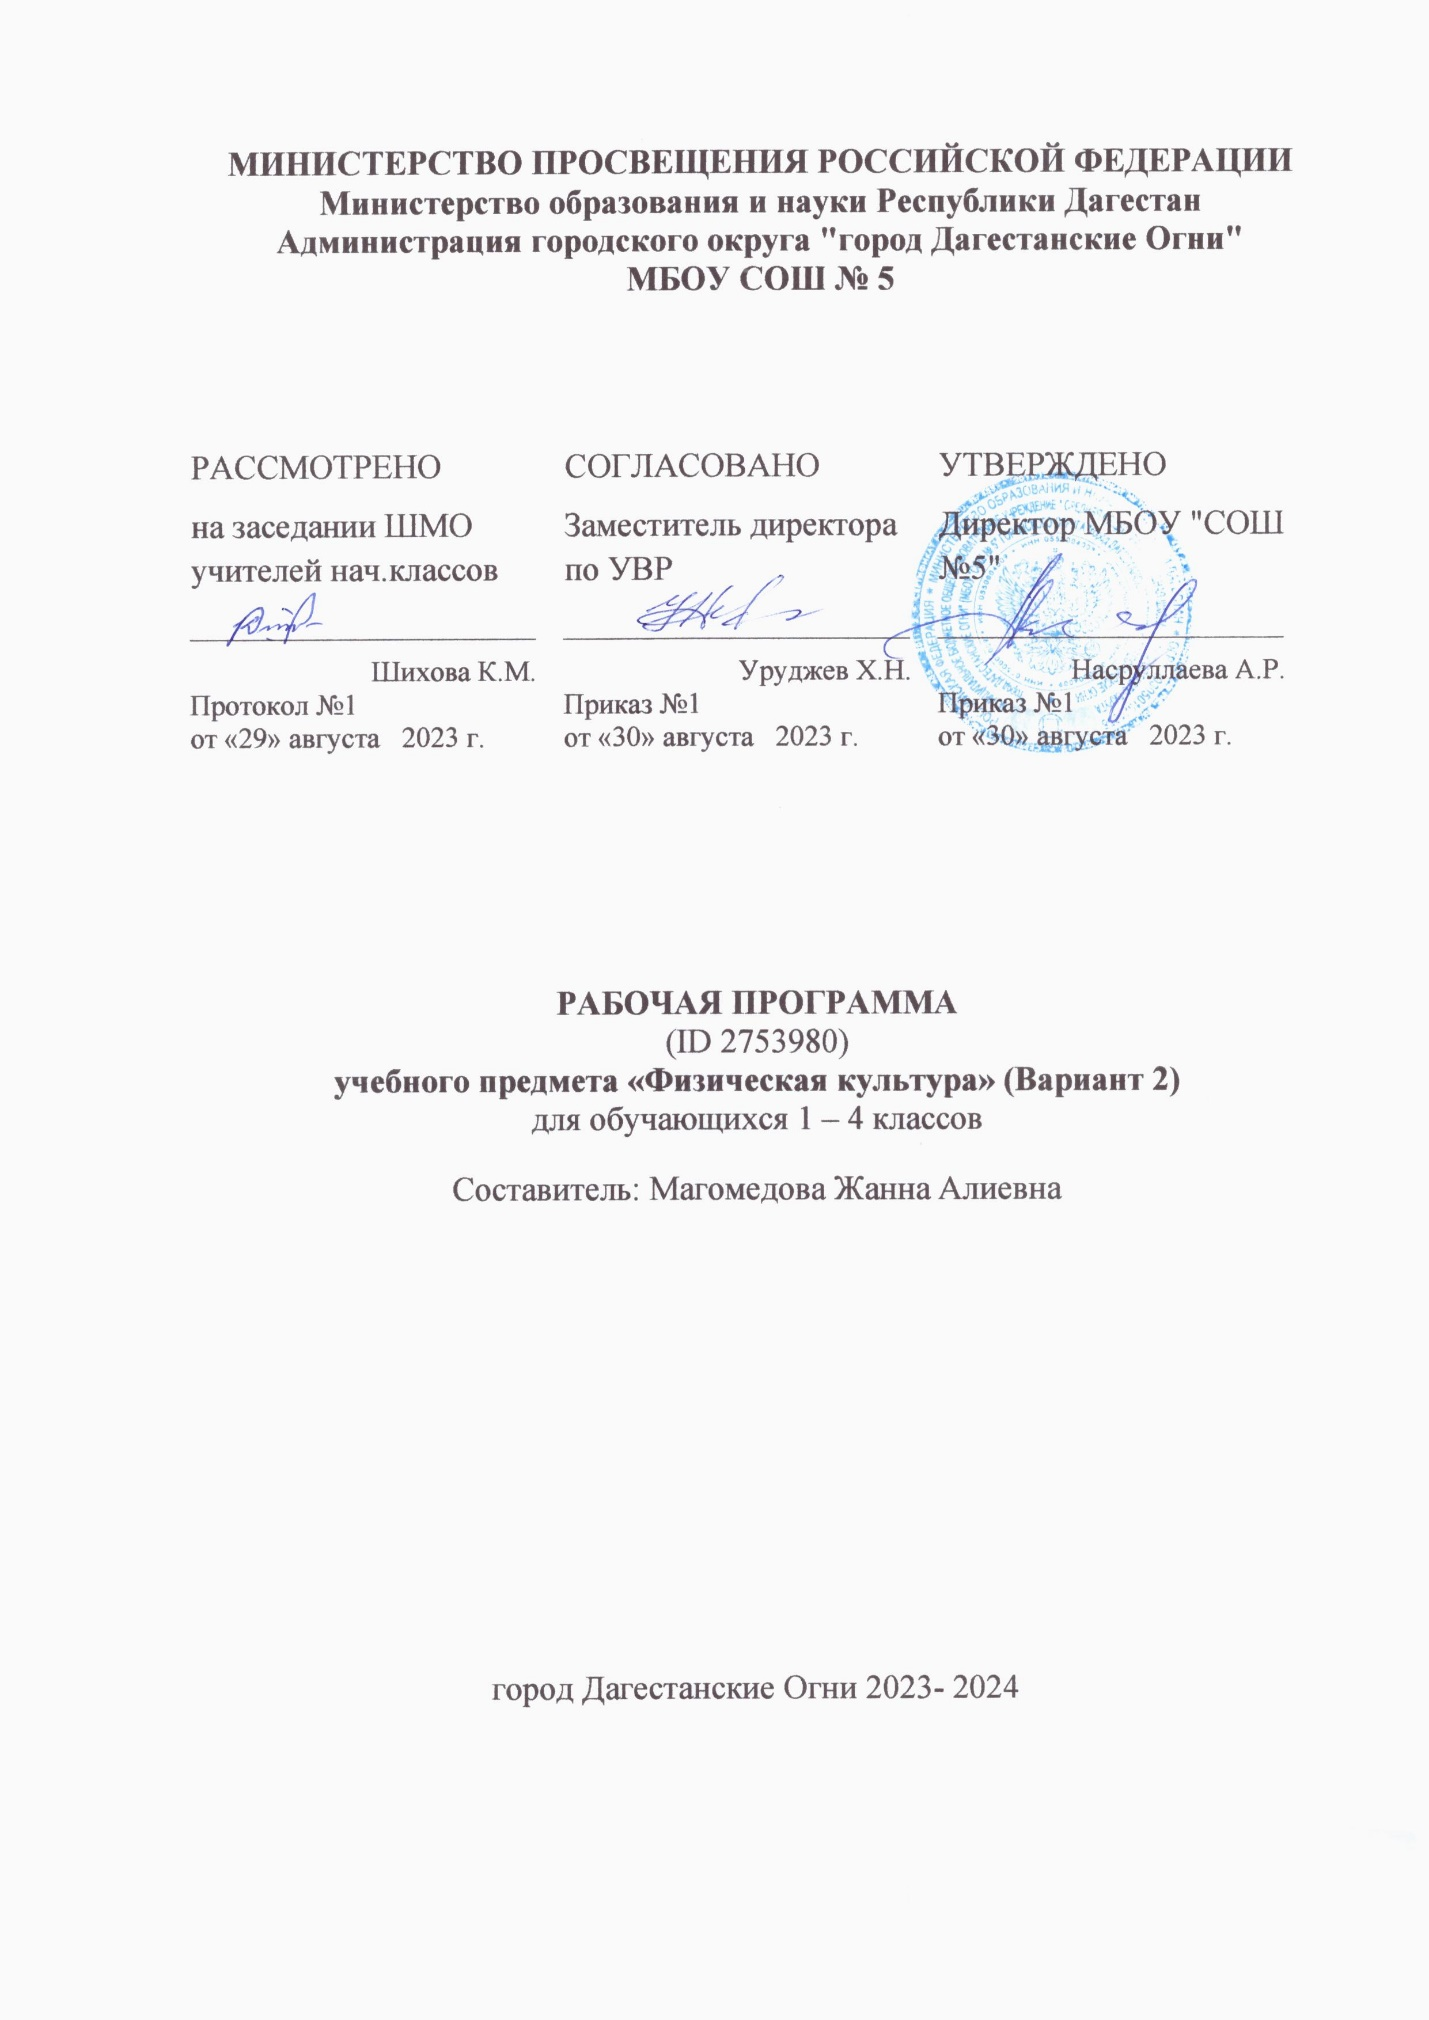 МИНИСТЕРСТВО ПРОСВЕЩЕНИЯ РОССИЙСКОЙ ФЕДЕРАЦИИ
Министерство образования и науки Республики Дагестан
Администрация городского округа "город Дагестанские Огни"
МБОУ СОШ № 5
РАССМОТРЕНО
на заседании ШМО
учителей нач.классов
Шихова К.М.
Протокол №1
от «29» августа 2023 г.
СОГЛАСОВАНО
Заместитель директора
по УВР
Уруджев Х.Н.
Приказ №1
от «30» августа 2023 г.
УТВЕРЖДЕНО
Директор МБОУ "СОШ
№5"
Насруллаева А.Р.
Приказ №1
от «30» августа 2023 г.
РАБОЧАЯ ПРОГРАММА
(ID 2753980)
учебного предмета «Физическая культура» (Вариант 2)
для обучающихся 1 – 4 классов
Составитель: Магомедова Жанна Алиевна
город Дагестанские Огни 2023- 2024